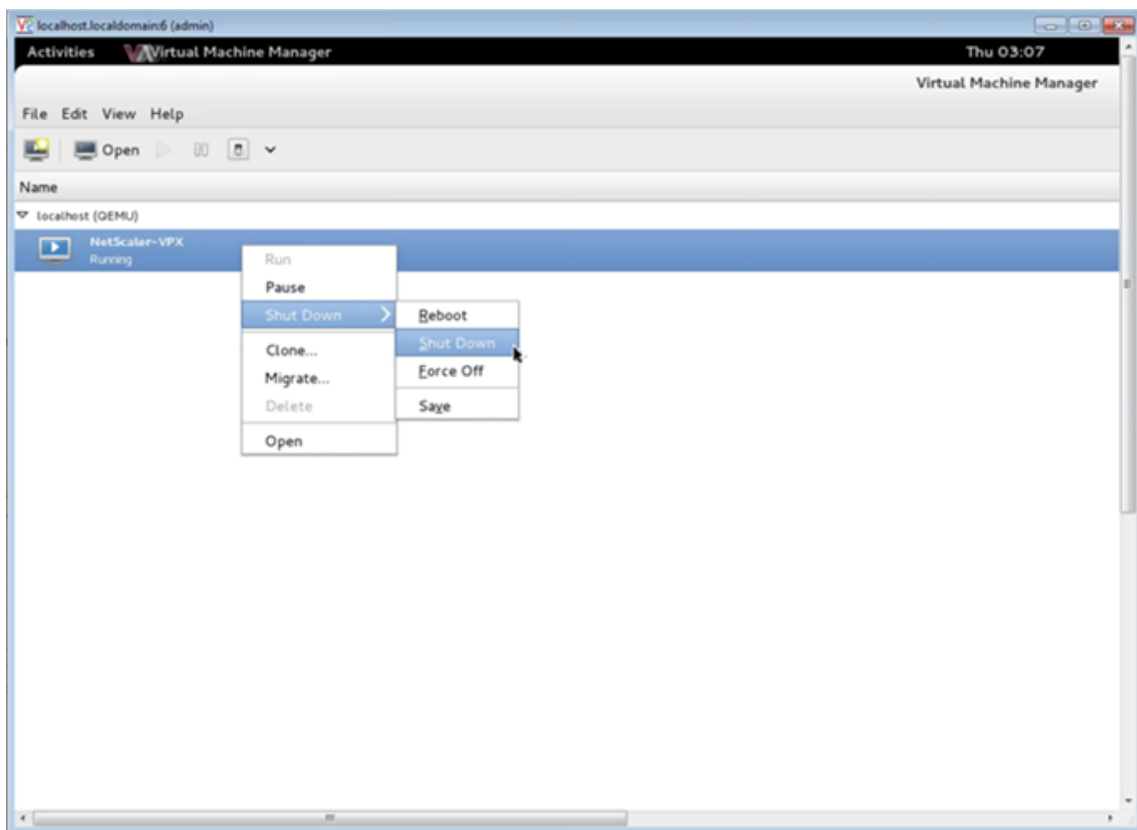 localhost.localdomain:6 (admin)
Activities Virtual Machine Manager Thu 03:07
Virtual Machine Manager
File Edit View Help
Open
Name
localhost (QEMU)
NetScaler-VPX
Running
Run
Pause
Shut Down
Clone...
Migrate...
Delete
Open
Reboot
Shut Down
Force Off
Save